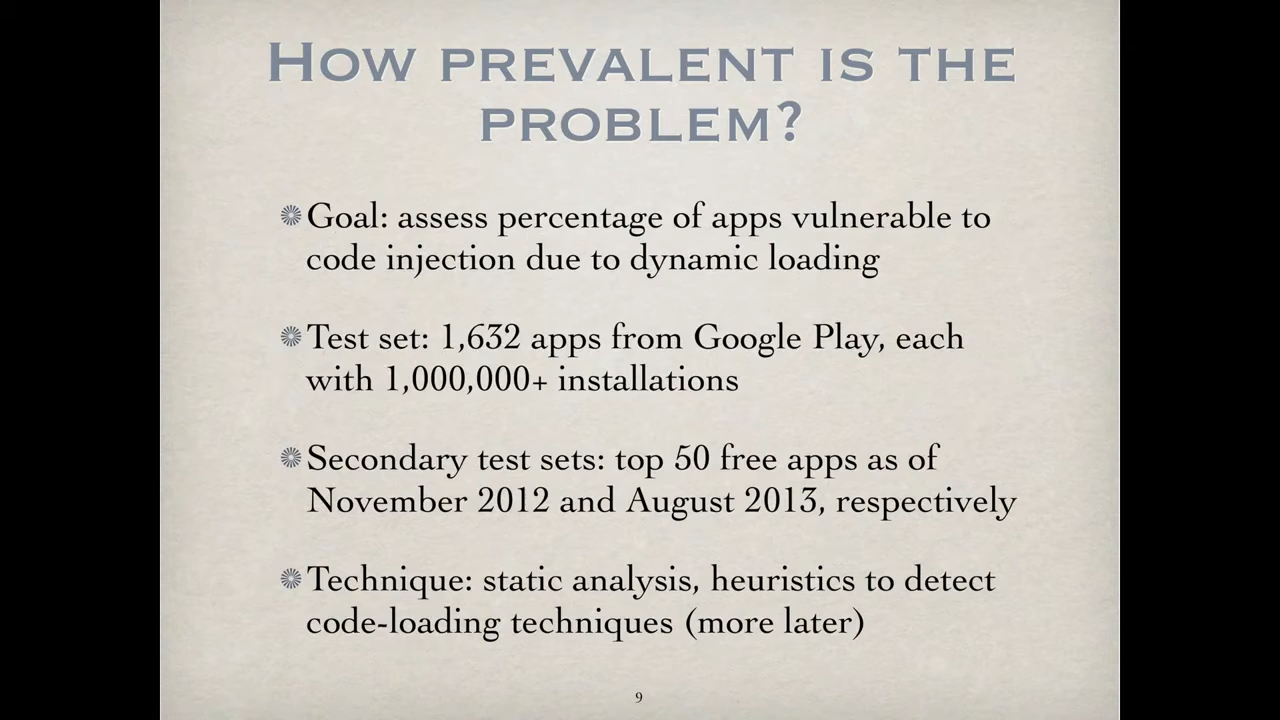 HOW PREVALENT IS THE
PROBLEM?
Goal: assess percentage of apps vulnerable to
code injection due to dynamic loading
Test set: 1,632 apps from Google Play, each
with 1,000,000+ installations
Secondary test sets: top 50 free apps as of
November 2012 and August 2013, respectively
Technique: static analysis, heuristics to detect
code-loading techniques (more later)
9